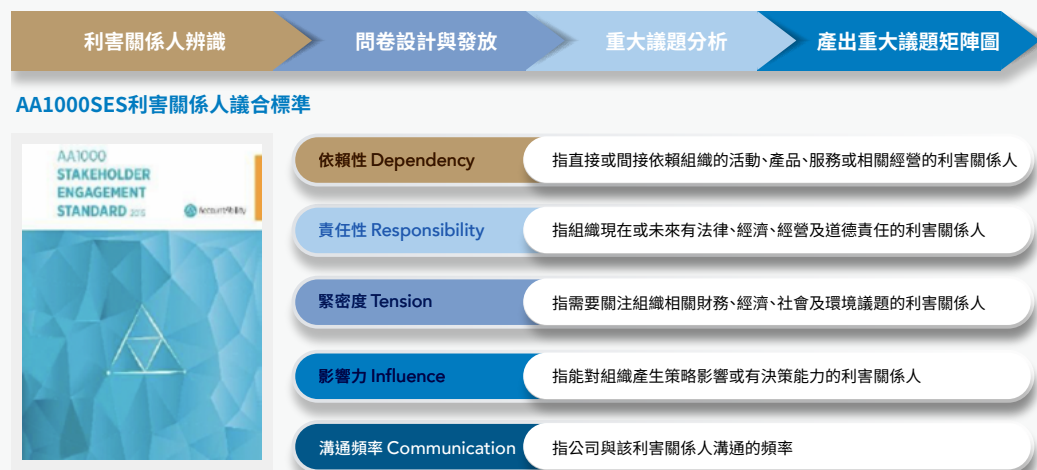 利害關係人辨識
問卷設計與發放
重大議題分析
產出重大議題矩陣圖
AA1000SES利害關係人議合標準
AA1000
STAKEHOLDER
ENGAGEMENT
STANDARD 2015
AccountAbility
依賴性 Dependency
指直接或間接依賴組織的活動、產品、服務或相關經營的利害關係人
責任性 Responsibility
指組織現在或未來有法律、經濟、經營及道德責任的利害關係人
緊密度 Tension
指需要關注組織相關財務、經濟、社會及環境議題的利害關係人
影響力 Influence
指能對組織產生策略影響或有決策能力的利害關係人
溝通頻率 Communication
指公司與該利害關係人溝通的頻率